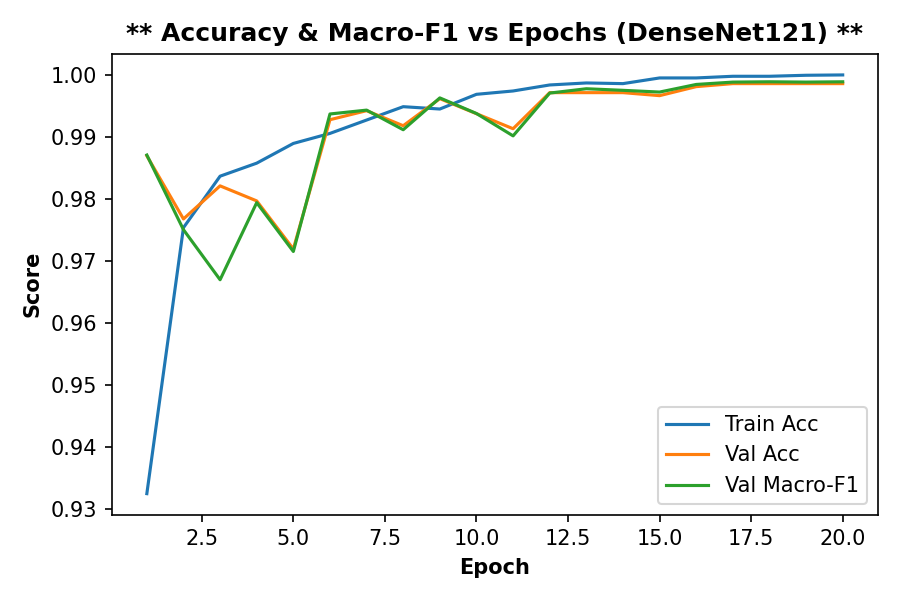 ** Accuracy & Macro-F1 vs Epochs (DenseNet121) **
1.00
0.99
0.98
0.97
0.96
0.95
0.94
0.93
Score
Train Acc
Val Acc
Val Macro-F1
2.5 5.0 7.5 10.0 12.5 15.0 17.5 20.0
Epoch